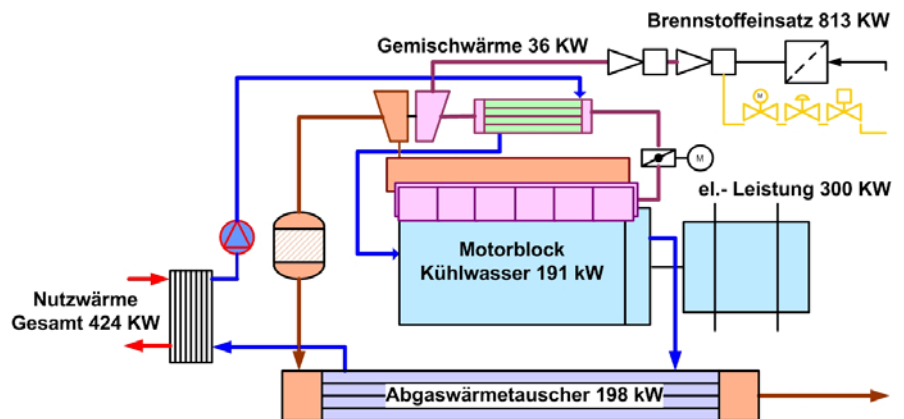 Brennstoffeinsatz 813 KW
Gemischwärme 36 KW
M
M
el.- Leistung 300 KW
Motorblock
Kühlwasser 191 kW
Nutzwärme
Gesamt 424 KW
Abgaswärmetauscher 198 kW